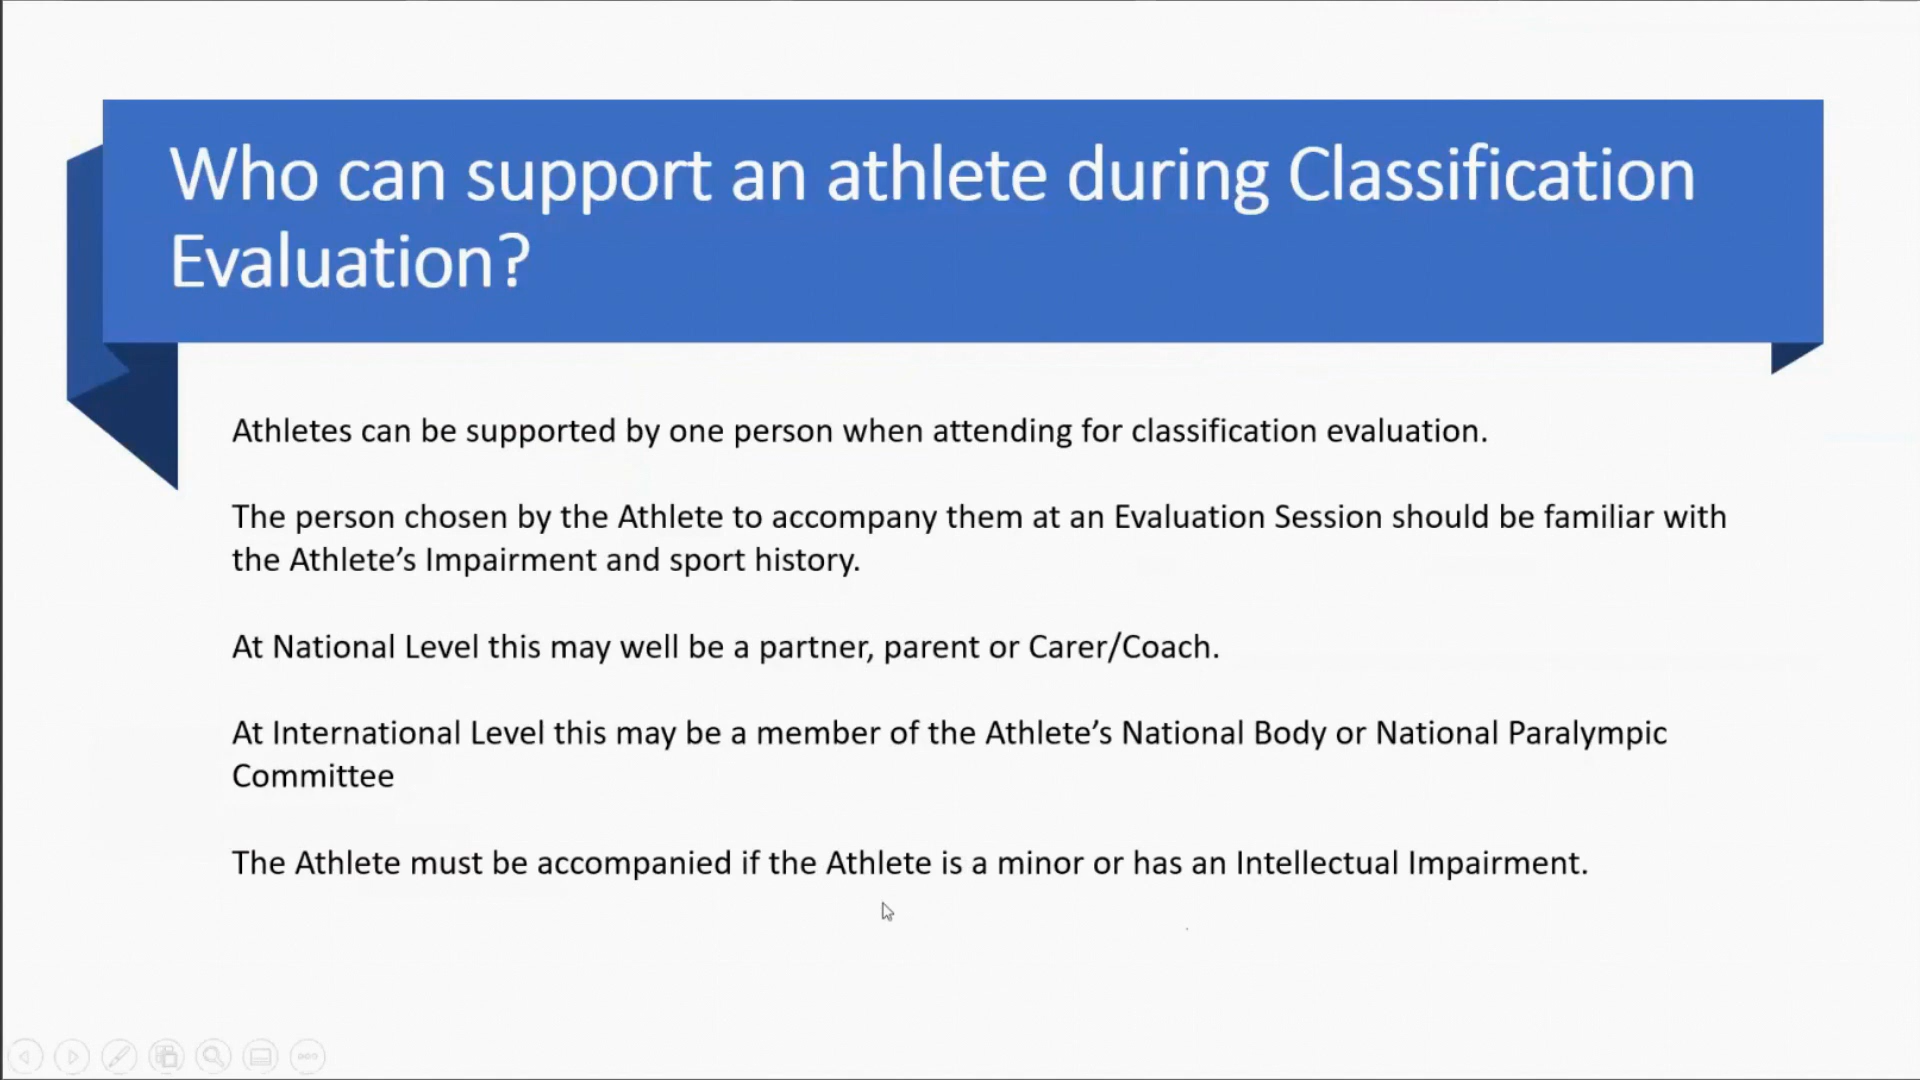 Who can support an athlete during Classification
Evaluation?
Athletes can be supported by one person when attending for classification evaluation.
The person chosen by the Athlete to accompany them at an Evaluation Session should be familiar with
the Athlete’s Impairment and sport history.
At National Level this may well be a partner, parent or Carer/Coach.
At International Level this may be a member of the Athlete’s National Body or National Paralympic
Committee
The Athlete must be accompanied if the Athlete is a minor or has an Intellectual Impairment.